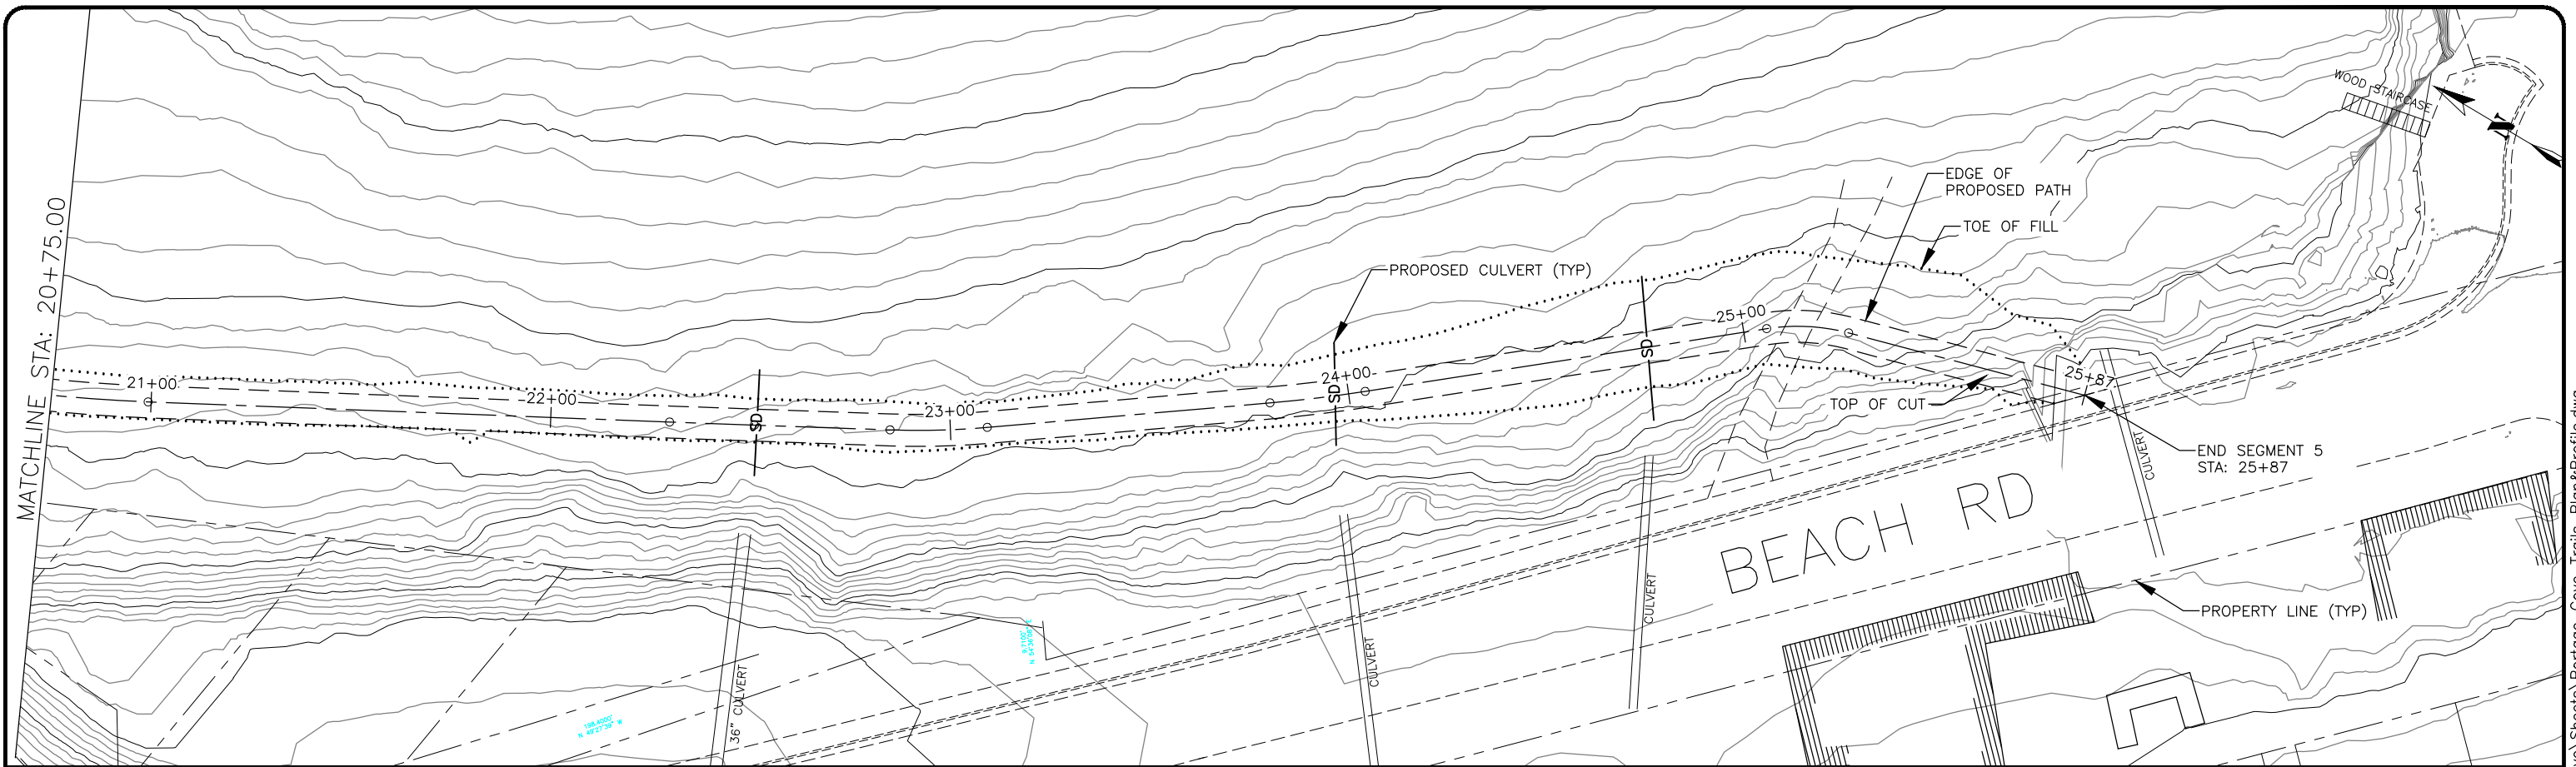 MATCHLINE STA: 20+75.00
21+00
22+00
SD
23+00
PROPOSED CULVERT (TYP)
24+00
SD
SD
25+00
EDGE OF
PROPOSED PATH
TOE OF FILL
WOOD STAIRCASE
N
TOP OF CUT
25+87
END SEGMENT 5
STA: 25+87
CULVERT
BEACH RD
PROPERTY LINE (TYP)
CULVERT
CULVERT
36" CULVERT